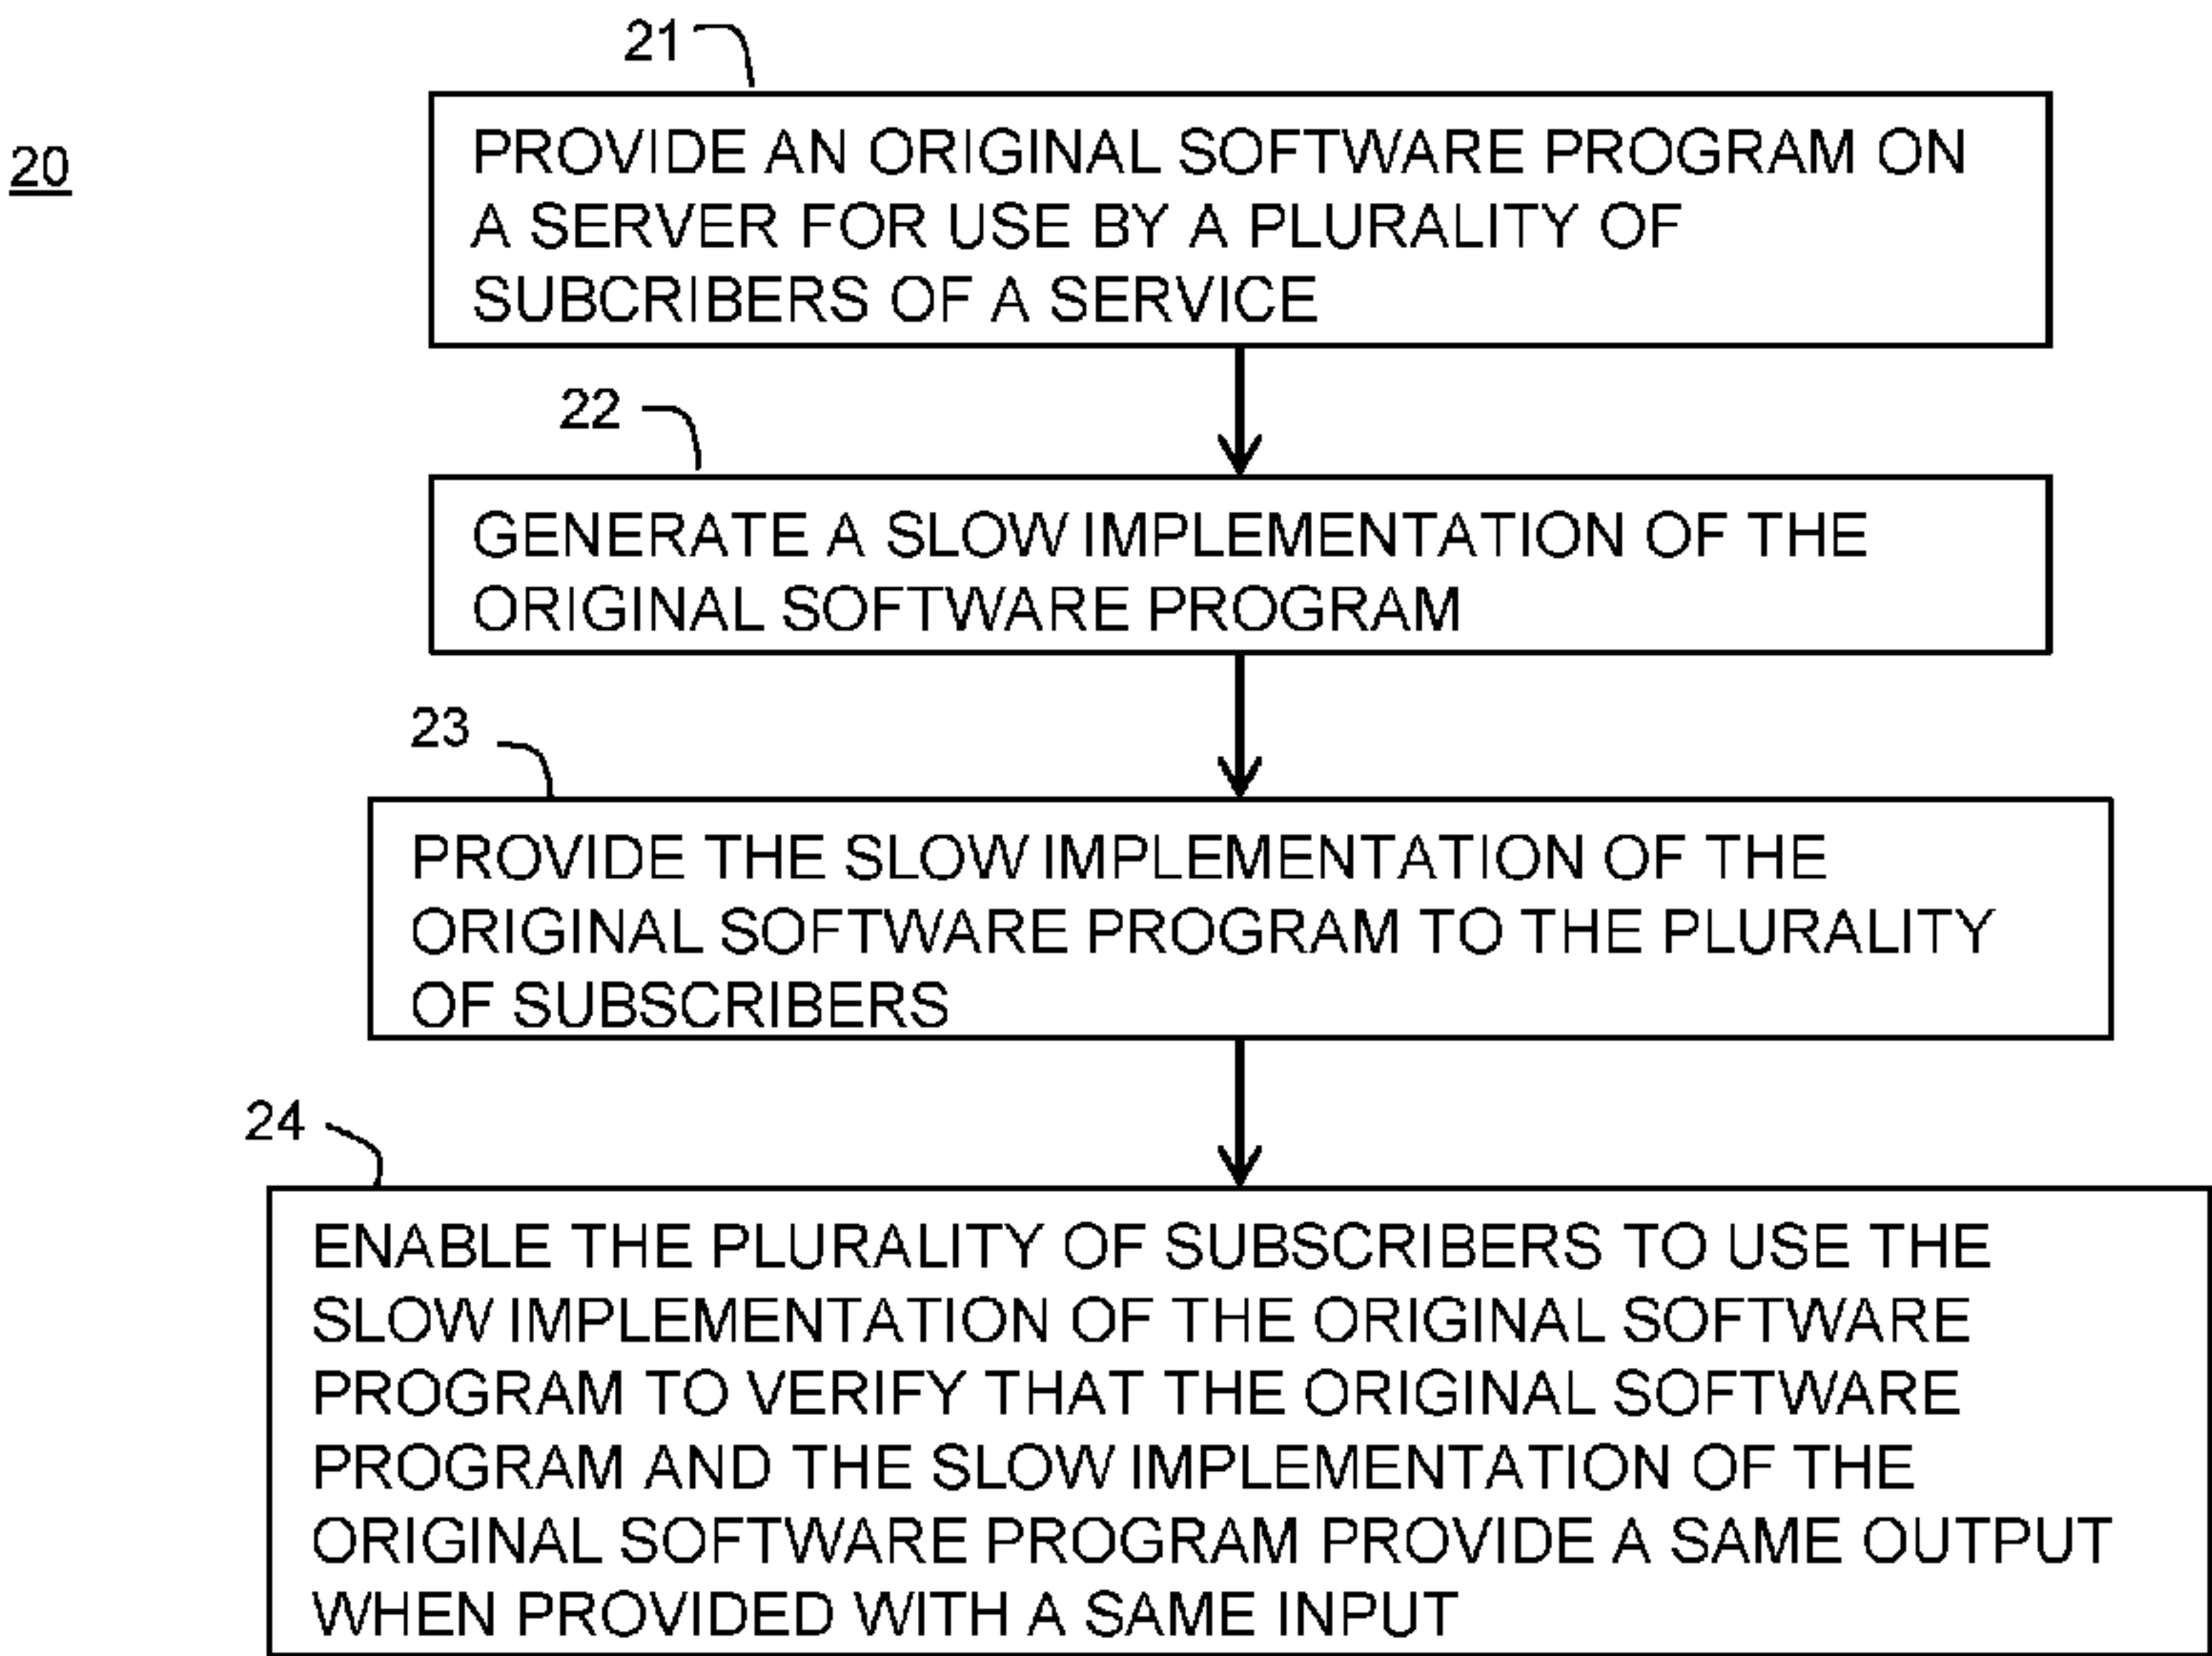 21
20
PROVIDE AN ORIGINAL SOFTWARE PROGRAM ON
A SERVER FOR USE BY A PLURALITY OF
SUBCRIBERS OF A SERVICE
22
GENERATE A SLOW IMPLEMENTATION OF THE
ORIGINAL SOFTWARE PROGRAM
23
PROVIDE THE SLOW IMPLEMENTATION OF THE
ORIGINAL SOFTWARE PROGRAM TO THE PLURALITY
OF SUBSCRIBERS
24
ENABLE THE PLURALITY OF SUBSCRIBERS TO USE THE
SLOW IMPLEMENTATION OF THE ORIGINAL SOFTWARE
PROGRAM TO VERIFY THAT THE ORIGINAL SOFTWARE
PROGRAM AND THE SLOW IMPLEMENTATION OF THE
ORIGINAL SOFTWARE PROGRAM PROVIDE A SAME OUTPUT
WHEN PROVIDED WITH A SAME INPUT